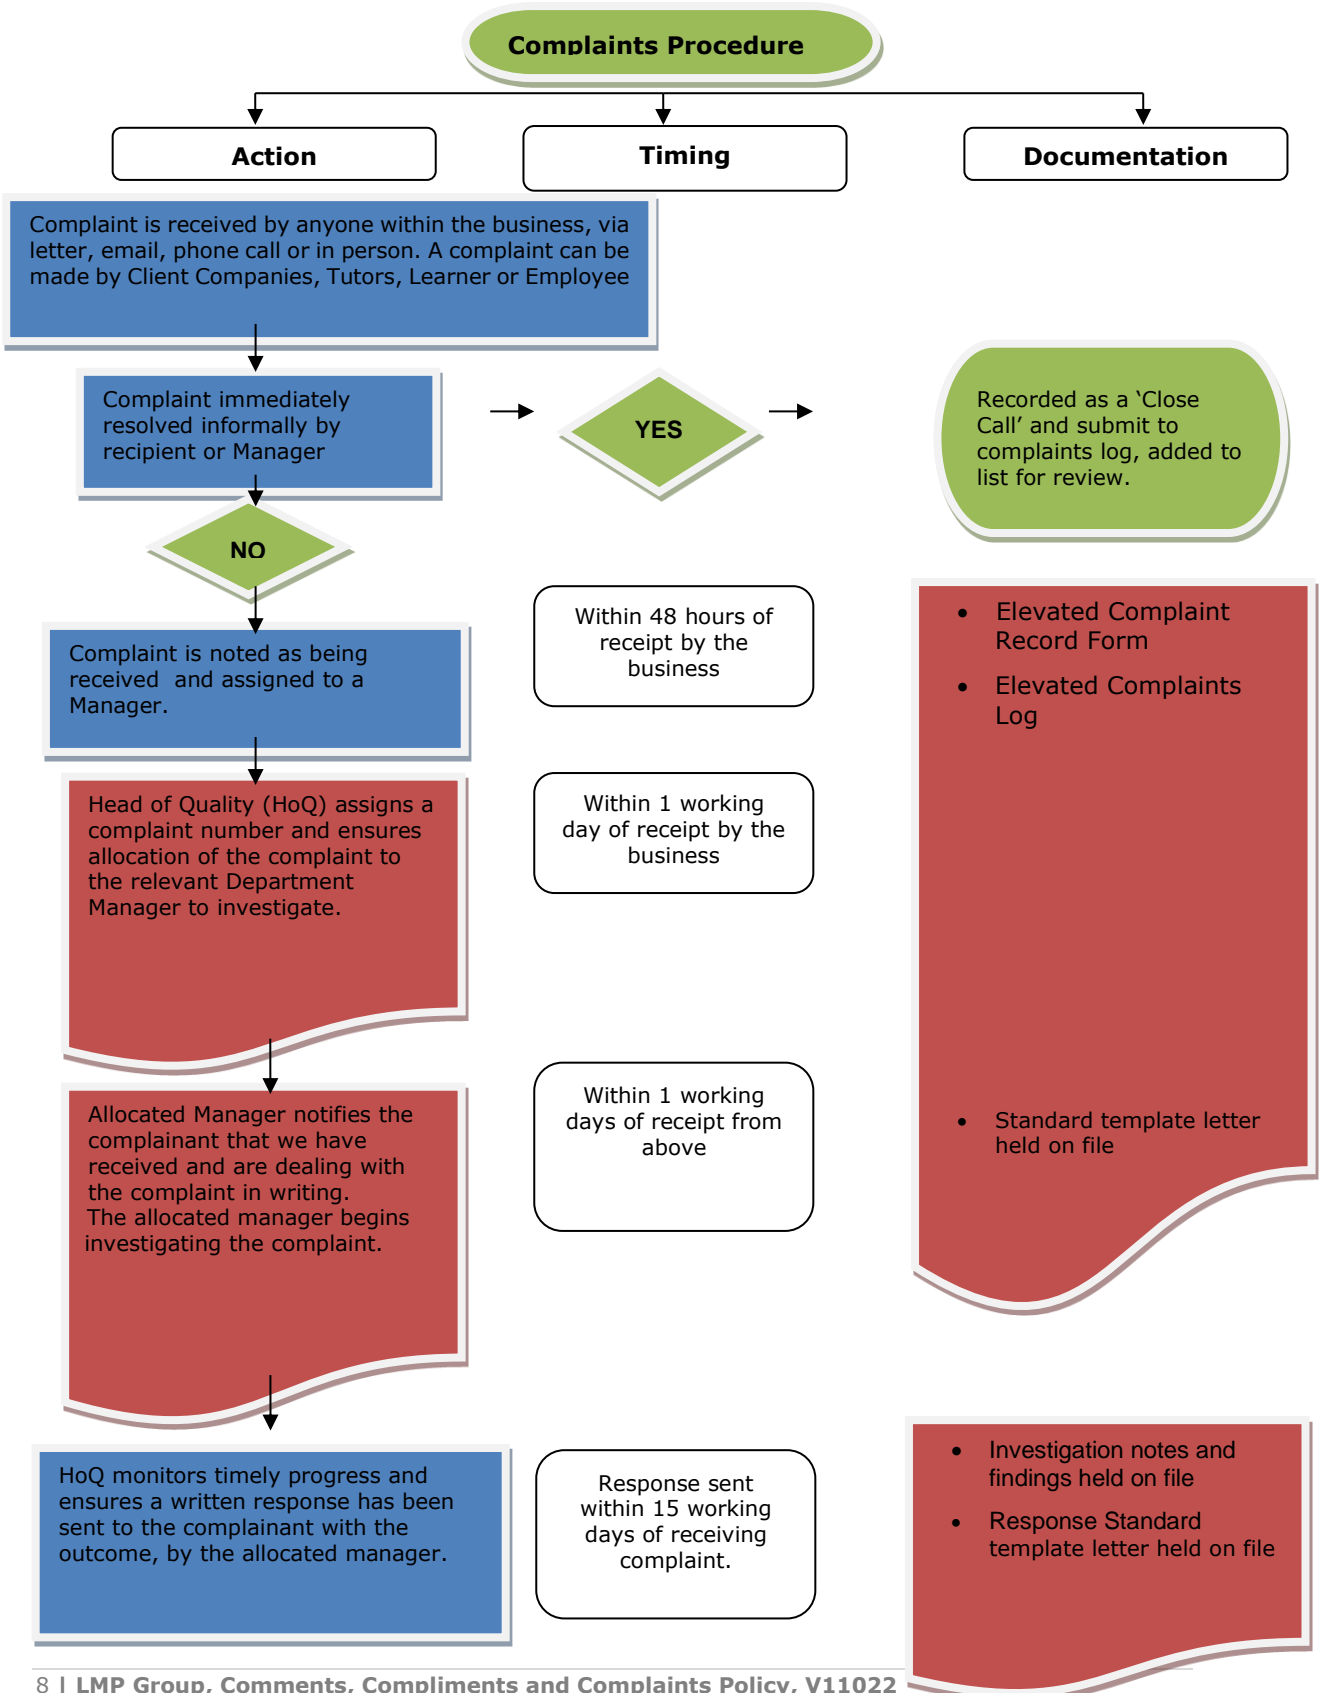 Complaints Procedure
Action
Timing
Documentation
Complaint is received by anyone within the business, via
letter, email, phone call or in person. A complaint can be
made by Client Companies, Tutors, Learner or Employee
Complaint immediately
resolved informally by
recipient or Manager
YES
Recorded as a ‘Close
Call’ and submit to
complaints log, added to
list for review.
NO
Complaint is noted as being
received  and assigned to a
Manager.
Within 48 hours of
receipt by the
business
• Elevated Complaint
Record Form
• Elevated Complaints
Log
Head of Quality (HoQ) assigns a
complaint number and ensures
allocation of the complaint to
the relevant Department
Manager to investigate.
Within 1 working
day of receipt by the
business
Allocated Manager notifies the
complainant that we have
received and are dealing with
the complaint in writing.
The allocated manager begins
investigating the complaint.
Within 1 working
days of receipt from
above
• Standard template letter
held on file
HoQ monitors timely progress and
ensures a written response has been
sent to the complainant with the
outcome, by the allocated manager.
Response sent
within 15 working
days of receiving
complaint.
• Investigation notes and
findings held on file
• Response Standard
template letter held on file
8 | LMP Group, Comments, Compliments and Complaints Policy, V11022